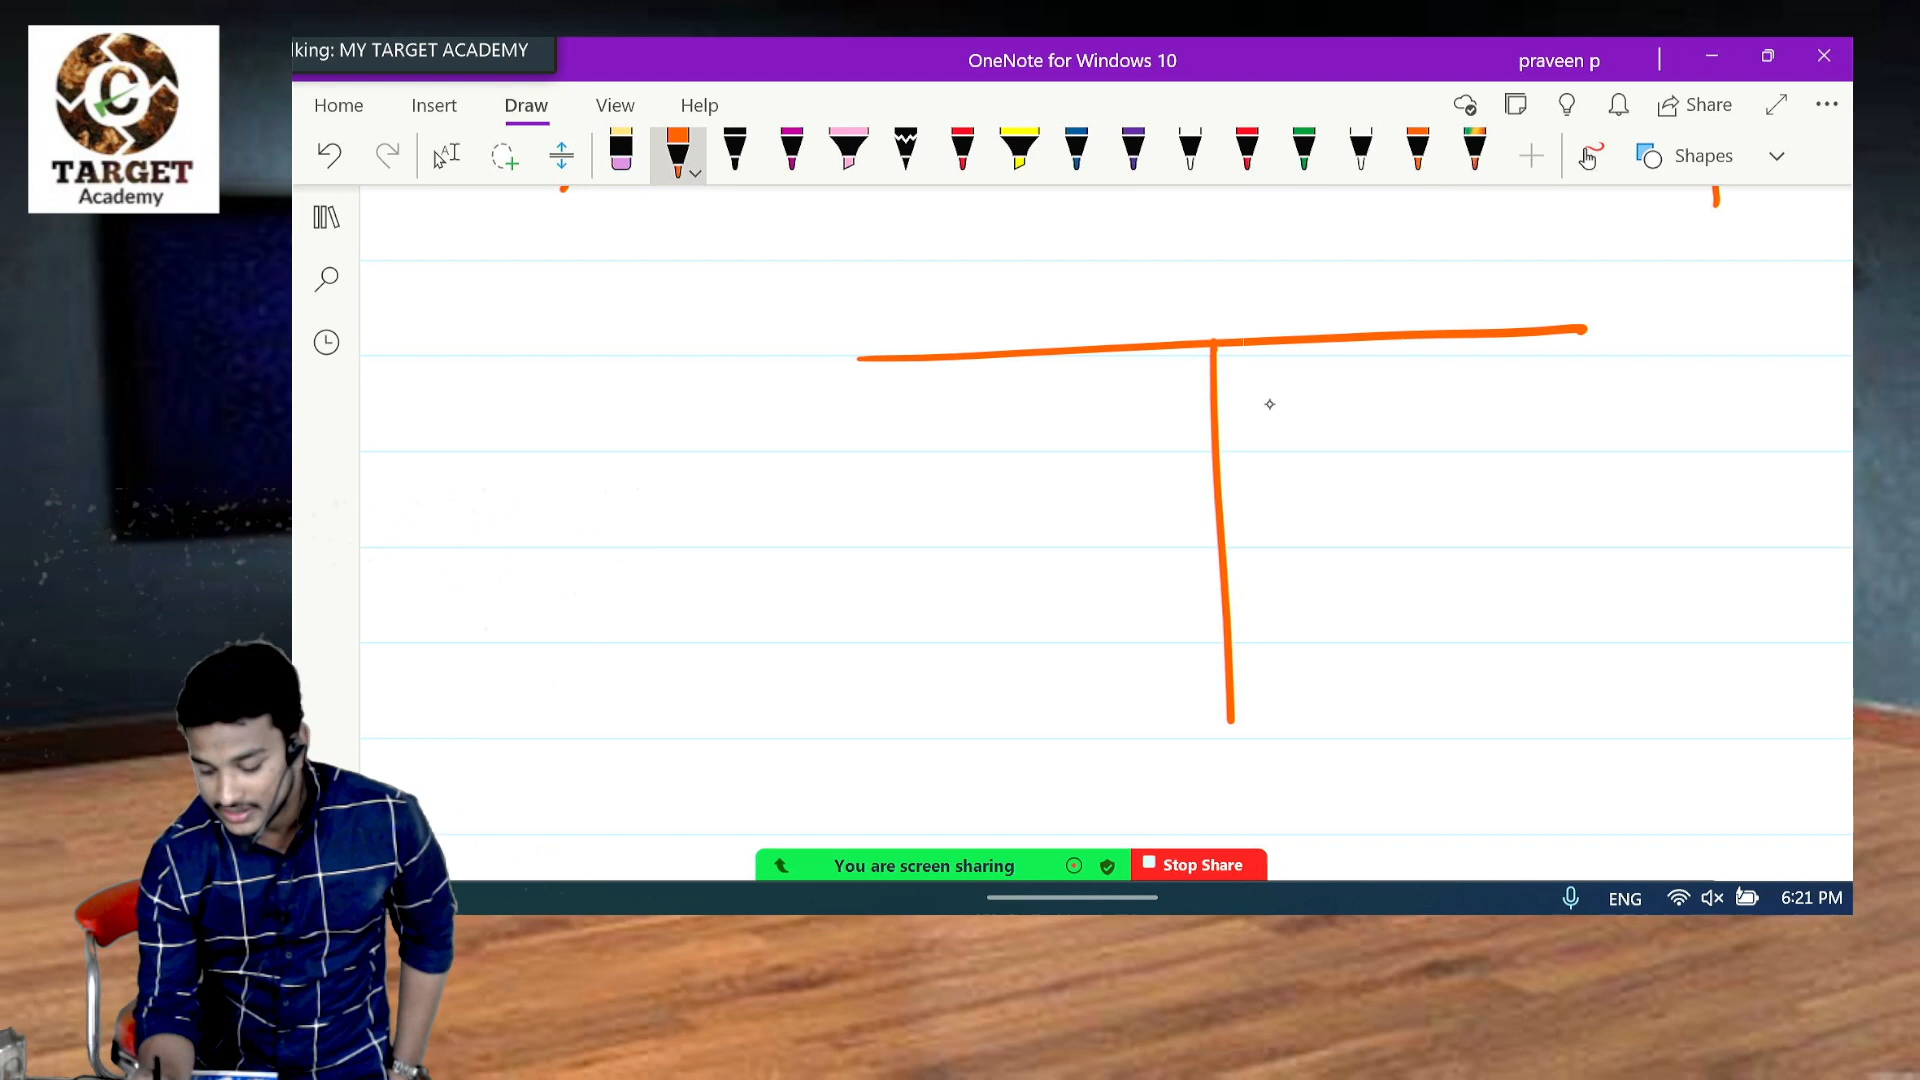 TARGET
Academy
lking: MY TARGET ACADEMY
OneNote for Windows 10
praveen p
Home Insert Draw View Help
Share
Shapes
You are screen sharing
Stop Share
ENG
6:21 PM